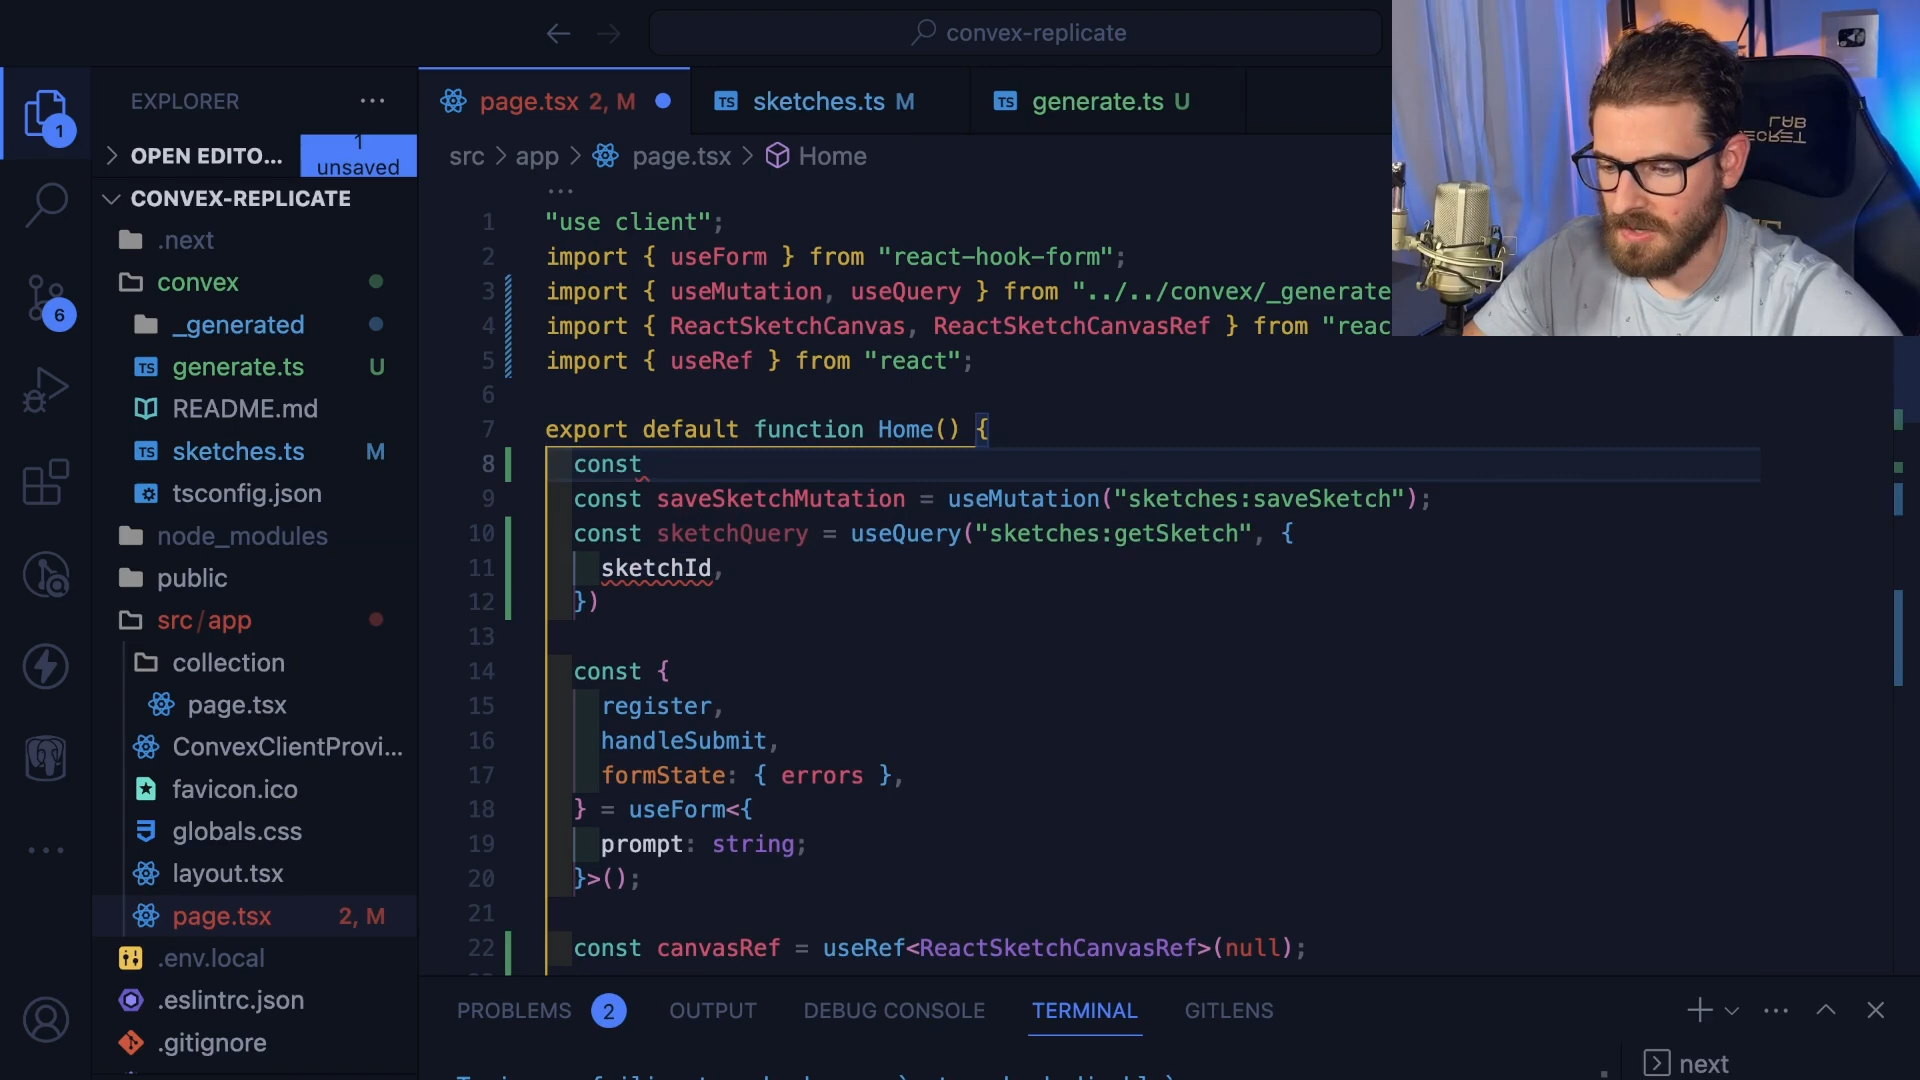 convex-replicate
1
EXPLORER
page.tsx 2, M
sketches.ts M
generate.ts U
OPEN EDITO...
1 unsaved
src > app > page.tsx > Home
CONVEX-REPLICATE
.next
convex
_generated
generate.ts U
README.md
sketches.ts M
tsconfig.json
node_modules
public
src/app
collection
page.tsx
ConvexClientProvi...
favicon.ico
globals.css
layout.tsx
page.tsx 2, M
.env.local
.eslintrc.json
.gitignore
6
...
1 "use client";
2 import { useForm } from "react-hook-form";
3 import { useMutation, useQuery } from "../../convex/_generate
4 import { ReactSketchCanvas, ReactSketchCanvasRef } from "reac
5 import { useRef } from "react";
6
7 export default function Home() {
8 const
9 const saveSketchMutation = useMutation("sketches:saveSketch");
10 const sketchQuery = useQuery("sketches:getSketch", {
11 sketchId,
12 })
13
14 const {
15 register,
16 handleSubmit,
17 formState: { errors },
18 } = useForm<{
19 prompt: string;
20 }>();
21
22 const canvasRef = useRef<ReactSketchCanvasRef>(null);
PROBLEMS 2 OUTPUT DEBUG CONSOLE TERMINAL GITLENS
next
SECRET
LAB